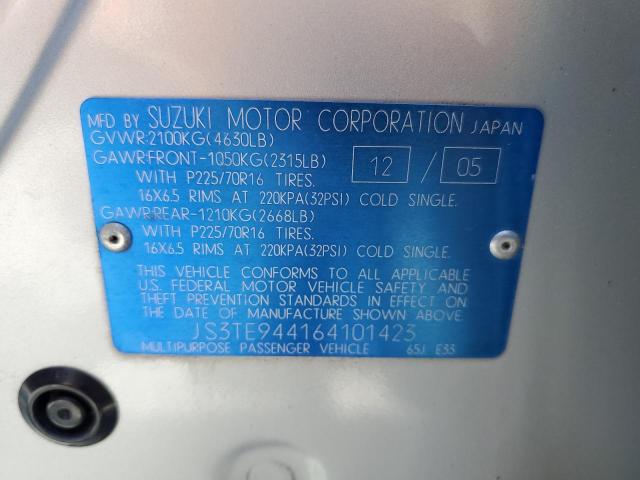 MFD BY SUZUKI MOTOR CORPORATION JAPAN
GVWR:2100KG(4630LB)
GAWR:FRONT-1050KG(2315LB) 12 / 05
WITH P225/70R16 TIRES.
16X6.5 RIMS AT 220KPA(32PSI) COLD SINGLE.
GAWR:REAR-1210KG(2668LB)
WITH P225/70R16 TIRES.
16X6.5 RIMS AT 220KPA(32PSI) COLD SINGLE.
THIS VEHICLE CONFORMS TO ALL APPLICABLE
U.S. FEDERAL MOTOR VEHICLE SAFETY AND
THEFT PREVENTION STANDARDS IN EFFECT ON
THE DATE OF MANUFACTURE SHOWN ABOVE.
JS3TE944164101423
MULTIPURPOSE PASSENGER VEHICLE 65J E33